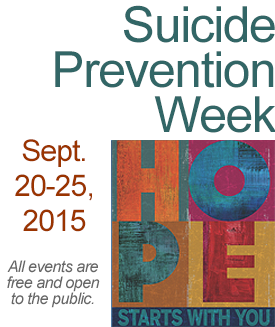 Suicide
Prevention
Week
Sept.
20-25,
2015
All events are
free and open
to the public.
HO
PE
STARTS WITH YOU